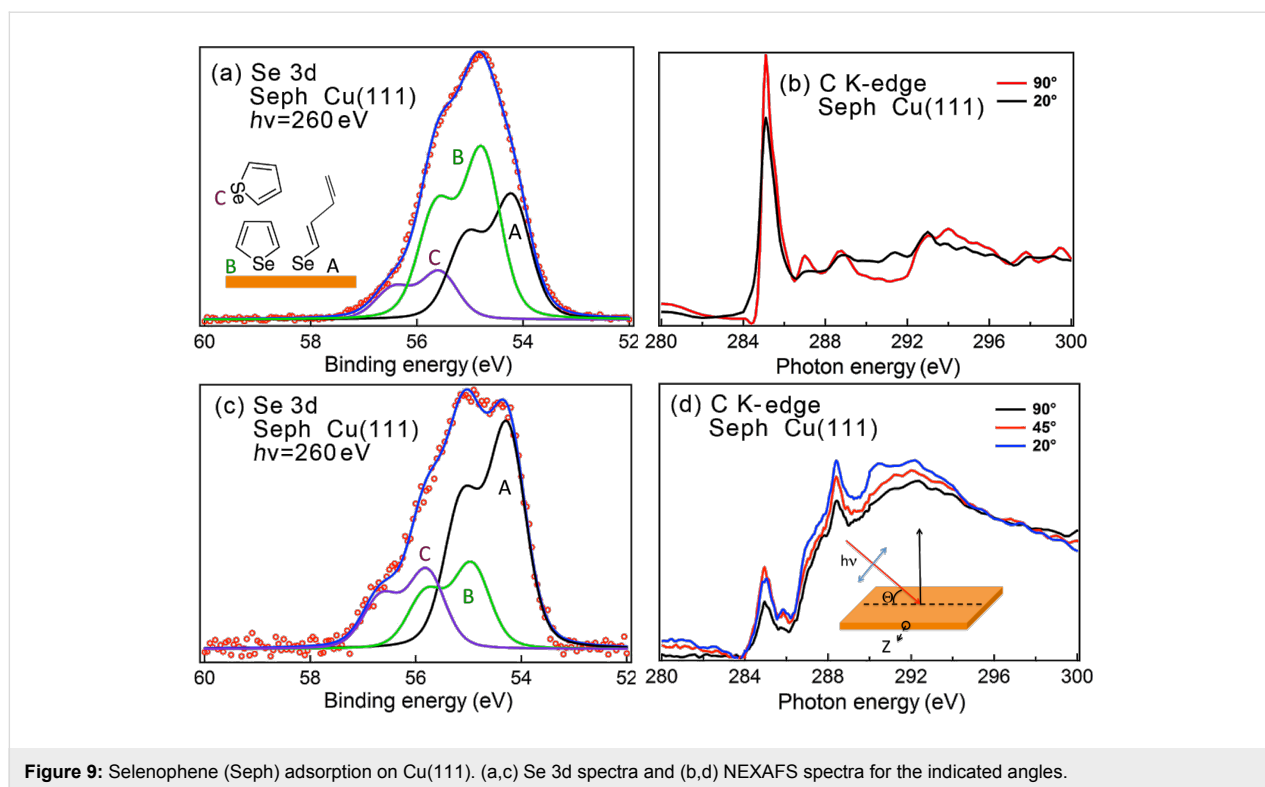 (a) Se 3d
Seph Cu(111)
hν=260 eV
C
Se
B
Se
Se
A
B
A
C
60
58
56
54
52
Binding energy (eV)
(b) C K-edge
Seph Cu(111)
90°
20°
280
284
288
292
296
300
Photon energy (eV)
(c) Se 3d
Seph Cu(111)
hν=260 eV
A
C
B
60
58
56
54
52
Binding energy (eV)
(d) C K-edge
Seph Cu(111)
90°
45°
20°
hν
Θ
Z
280
284
288
292
296
300
Photon energy (eV)
Figure 9: Selenophene (Seph) adsorption on Cu(111). (a,c) Se 3d spectra and (b,d) NEXAFS spectra for the indicated angles.